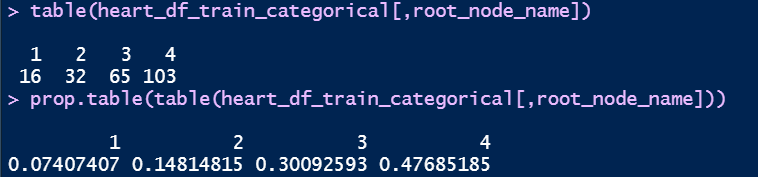 > table(heart_df_train_categorical[,root_node_name])
1 2 3 4
16 32 65 103
> prop.table(table(heart_df_train_categorical[,root_node_name]))
1 2 3 4
0.07407407 0.14814815 0.30092593 0.47685185